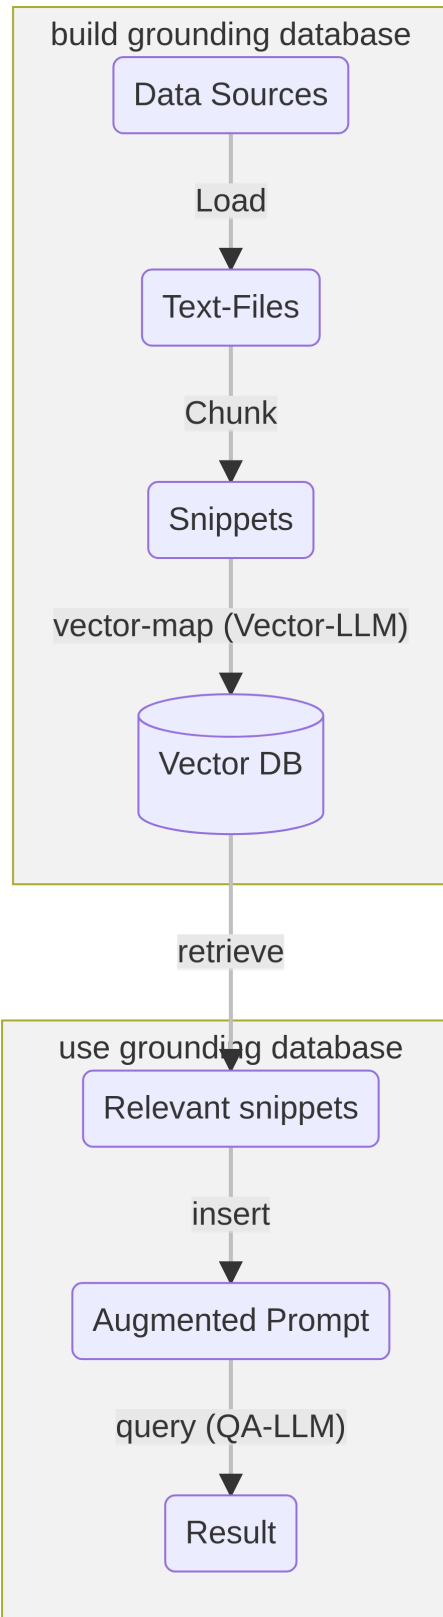 build grounding database
Data Sources
Load
Text-Files
Chunk
Snippets
vector-map (Vector-LLM)
Vector DB
retrieve
use grounding database
Relevant snippets
insert
Augmented Prompt
query (QA-LLM)
Result